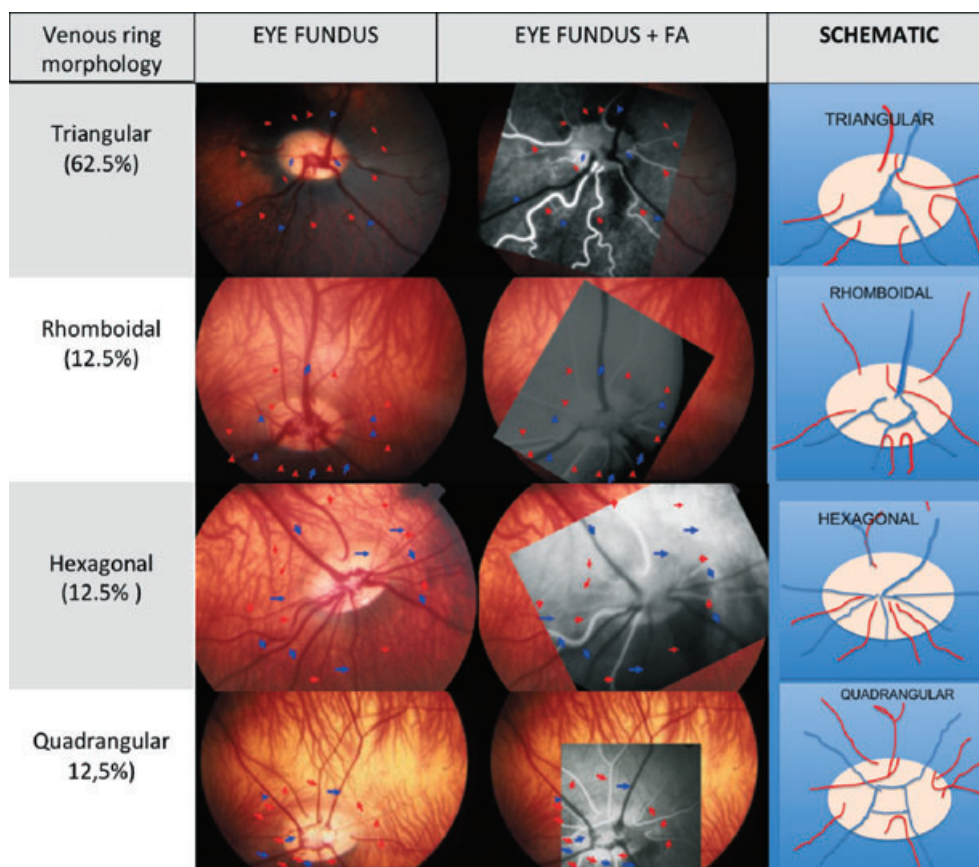 Venous ring
morphology
EYE FUNDUS
EYE FUNDUS + FA
SCHEMATIC
Triangular
(62.5%)
TRIANGULAR
Rhomboidal
(12.5%)
RHOMBOIDAL
Hexagonal
(12.5% )
HEXAGONAL
Quadrangular
12,5%)
QUADRANGULAR